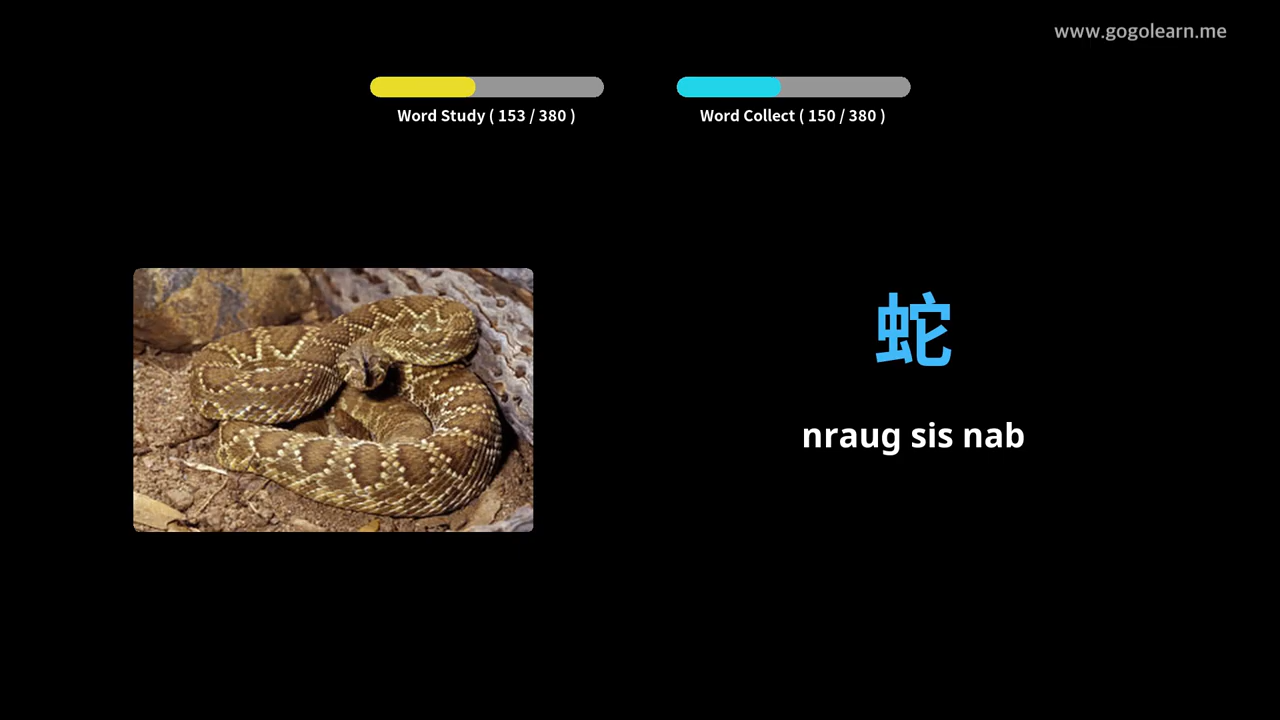 www.gogolearn.me
Word Study ( 153 / 380 )
Word Collect ( 150 / 380 )
蛇
nraug sis nab